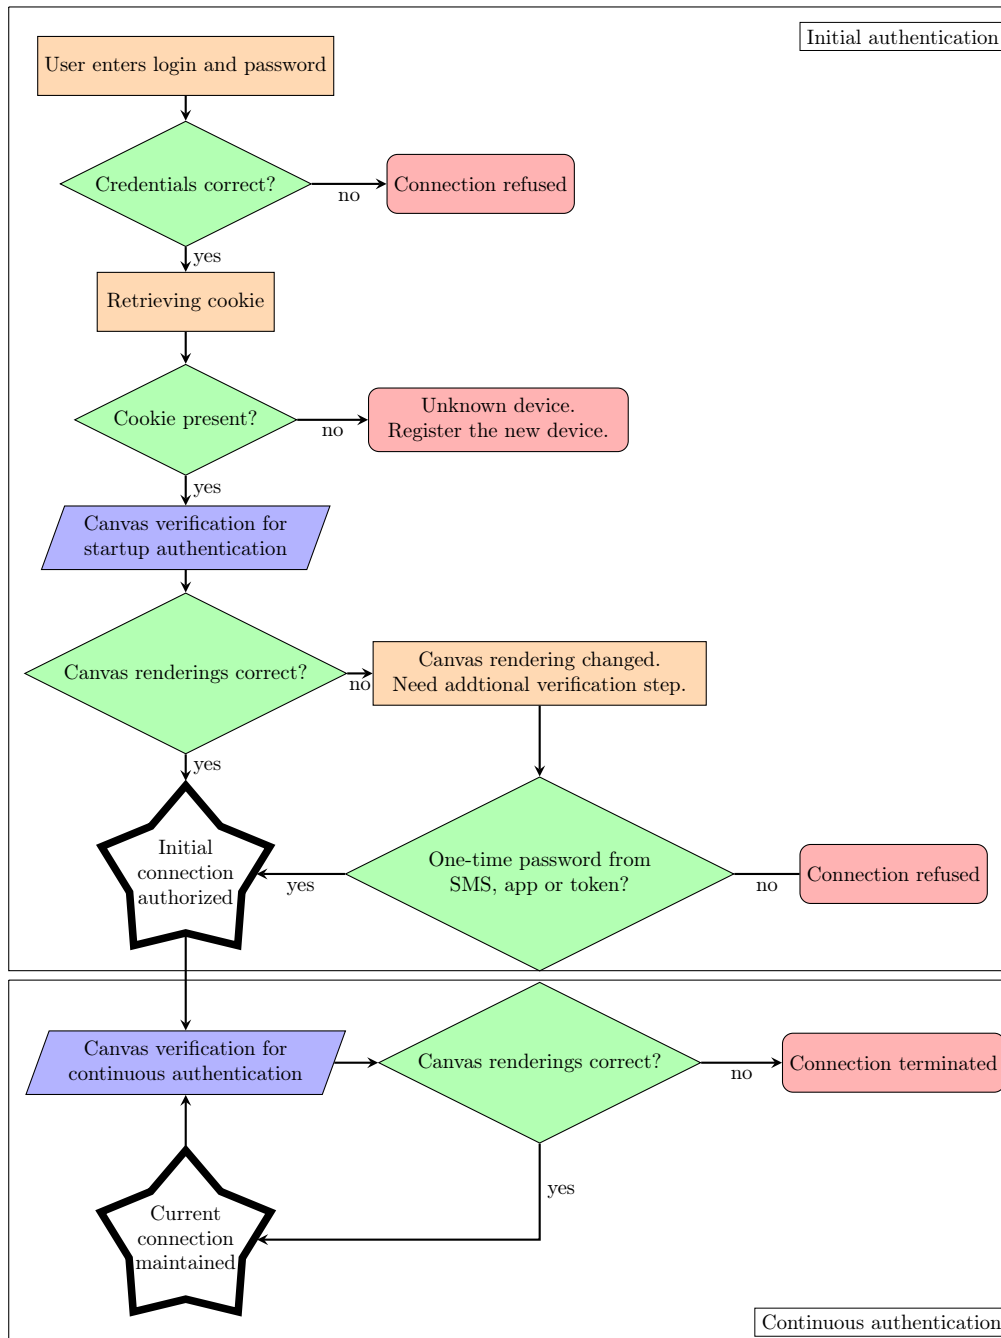 Initial authentication
User enters login and password
Credentials correct?
no
Connection refused
yes
Retrieving cookie
Cookie present?
no
Unknown device.
Register the new device.
yes
Canvas verification for
startup authentication
Canvas renderings correct?
no
Canvas rendering changed.
Need addtional verification step.
yes
Initial
connection
authorized
yes
One-time password from
SMS, app or token?
no
Connection refused
Canvas verification for
continuous authentication
Canvas renderings correct?
no
Connection terminated
yes
Current
connection
maintained
Continuous authentication